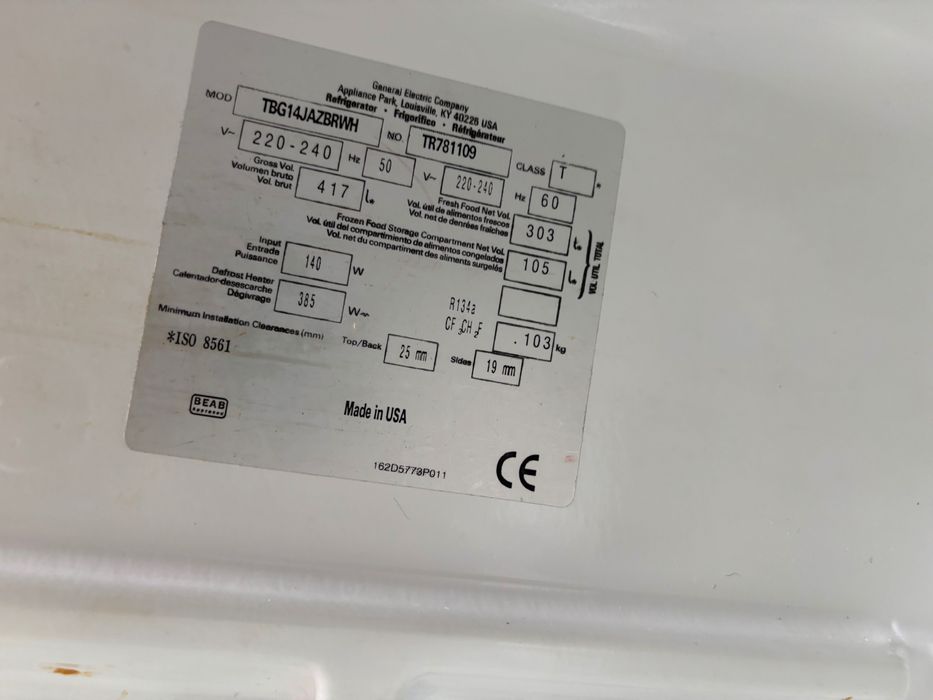 General Electric Company
Appliance Park, Louisville, KY 40225 USA
Refrigerator · Frigorífico · Réfrigérateur
MOD TBG14JAZBRWH NO. TR781109 CLASS T *
V~ 220-240 Hz 50 V~ 220-240 Hz 60
Gross Vol.
Volumen bruto
Vol. brut
417 L*
Fresh Food Net Vol.
Vol. útil de alimentos frescos
Vol. net de denrées fraîches
303 L*
Frozen Food Storage Compartment Net Vol.
Vol. útil del compartimiento de alimentos congelados
Vol. net du compartiment des aliments surgelés
105 L*
VOL UTIL TOTAL
Input
Entrada
Puissance
140 W
Defrost Heater
Calentador-desescarche
Dégivrage
385 W~
R134a
CF3CH2F
.103 kg
Minimum Installation Clearances (mm) Top/Back 25 mm Sides 19 mm
*ISO 8561
BEAB
approved
Made in USA
162D5773P011
CE